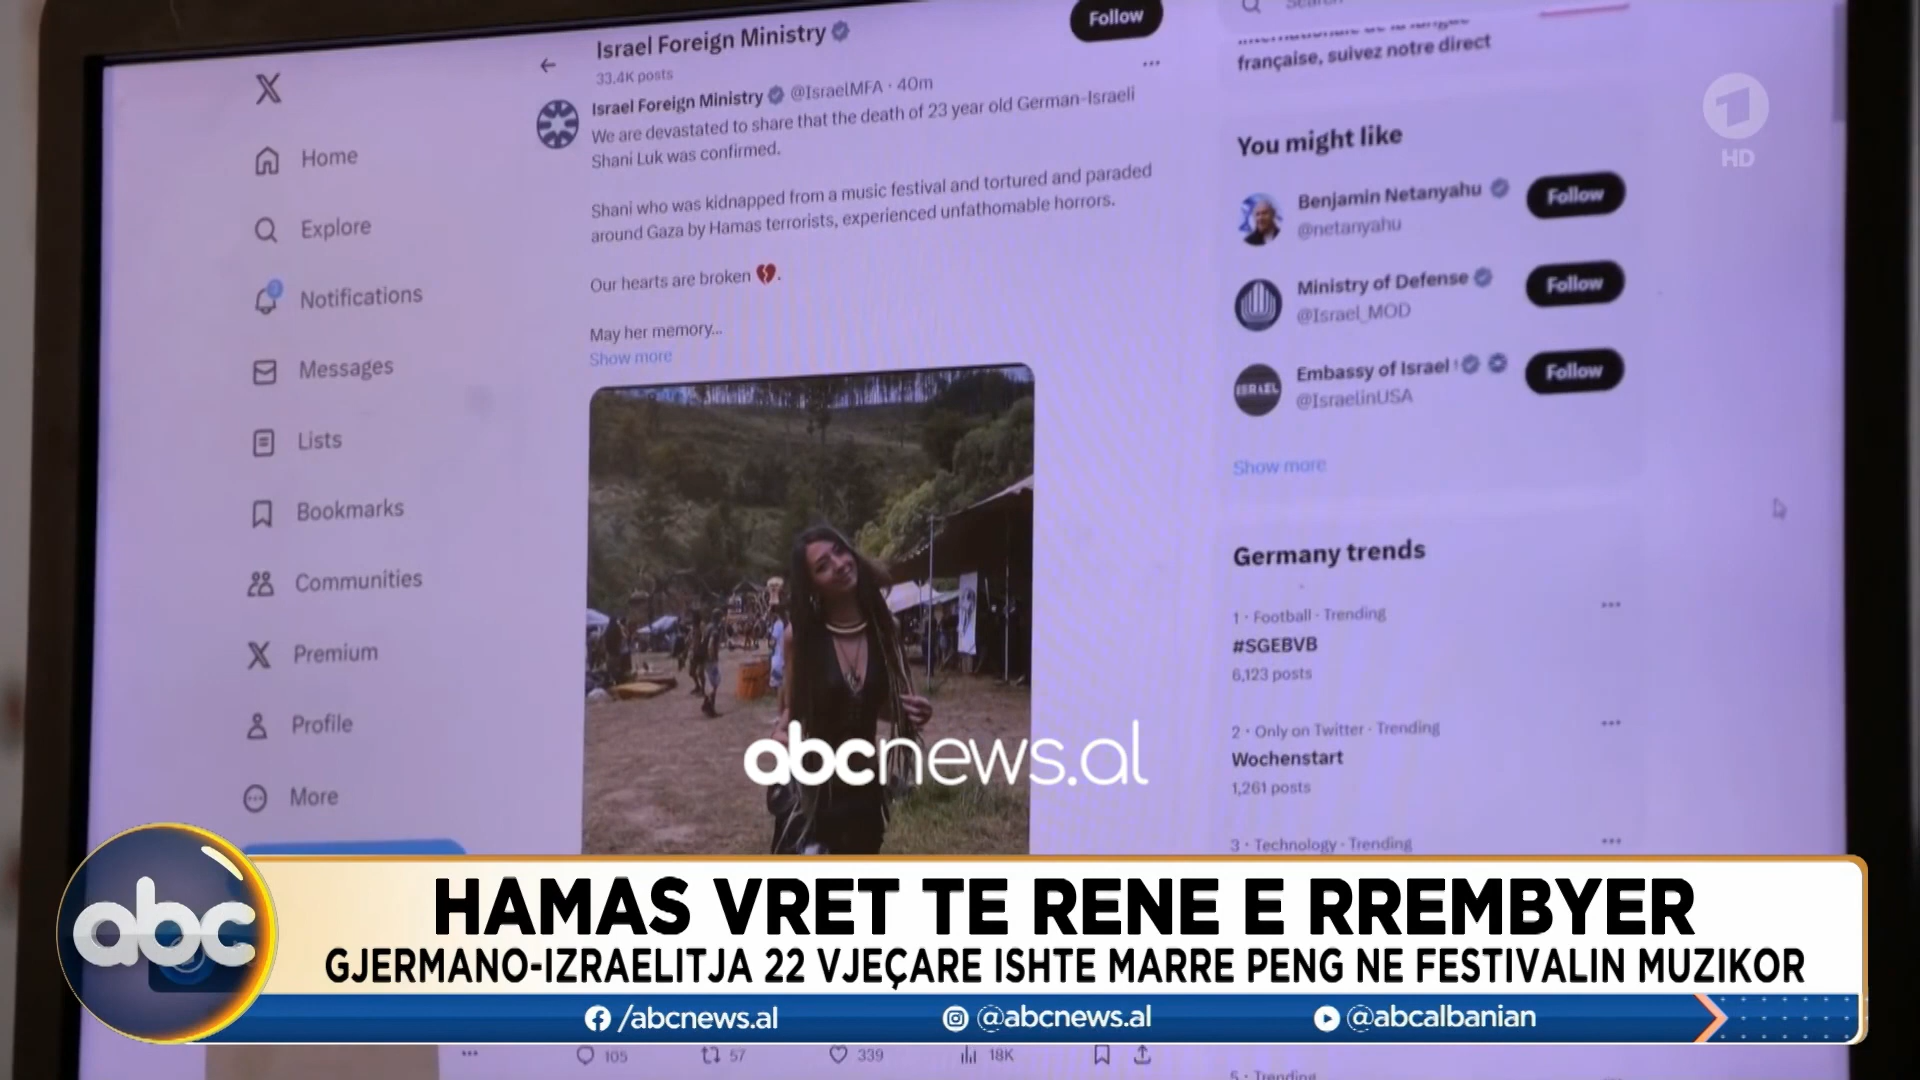 Israel Foreign Ministry
33.4K posts
Follow
Israel Foreign Ministry @IsraelMFA · 40m
We are devastated to share that the death of 23 year old German-Israeli
Shani Luk was confirmed.
Shani who was kidnapped from a music festival and tortured and paraded
around Gaza by Hamas terrorists, experienced unfathomable horrors.
Our hearts are broken 💔.
May her memory...
Show more
Home
Explore
Notifications
Messages
Lists
Bookmarks
Communities
Premium
Profile
More
française, suivez notre direct
1
HD
You might like
Benjamin Netanyahu
@netanyahu
Follow
Ministry of Defense
@Israel_MOD
Follow
ISRAEL
Embassy of Israel
@IsraelinUSA
Follow
Show more
Germany trends
1 · Football · Trending
#SGEBVB
6,123 posts
2 · Only on Twitter · Trending
Wochenstart
1,261 posts
3 · Technology · Trending
abcnews.al
abc
HAMAS VRET TE RENE E RREMBYER
GJERMANO-IZRAELITJA 22 VJEÇARE ISHTE MARRE PENG NE FESTIVALIN MUZIKOR
/abcnews.al
@abcnews.al
@abcalbanian
105
57
339
18K
5 · Trending